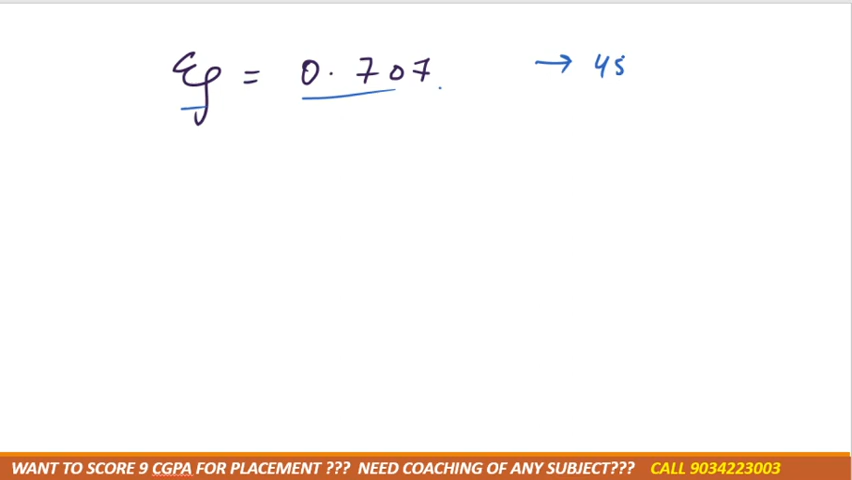 ξ = 0.707 → 45
WANT TO SCORE 9 CGPA FOR PLACEMENT ??? NEED COACHING OF ANY SUBJECT??? CALL 9034223003